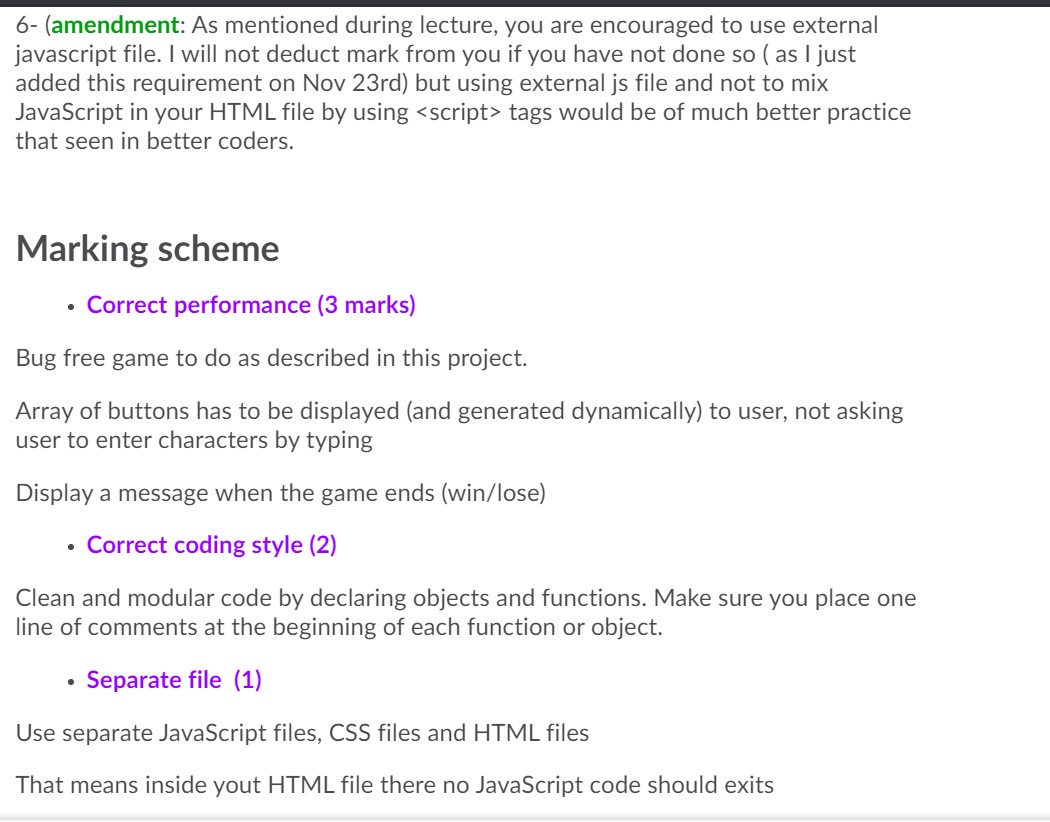 6- (amendment: As mentioned during lecture, you are encouraged to use external
javascript file. I will not deduct mark from you if you have not done so ( as I just
added this requirement on Nov 23rd) but using external js file and not to mix
JavaScript in your HTML file by using <script> tags would be of much better practice
that seen in better coders.
Marking scheme
• Correct performance (3 marks)
Bug free game to do as described in this project.
Array of buttons has to be displayed (and generated dynamically) to user, not asking
user to enter characters by typing
Display a message when the game ends (win/lose)
• Correct coding style (2)
Clean and modular code by declaring objects and functions. Make sure you place one
line of comments at the beginning of each function or object.
• Separate file (1)
Use separate JavaScript files, CSS files and HTML files
That means inside yout HTML file there no JavaScript code should exits